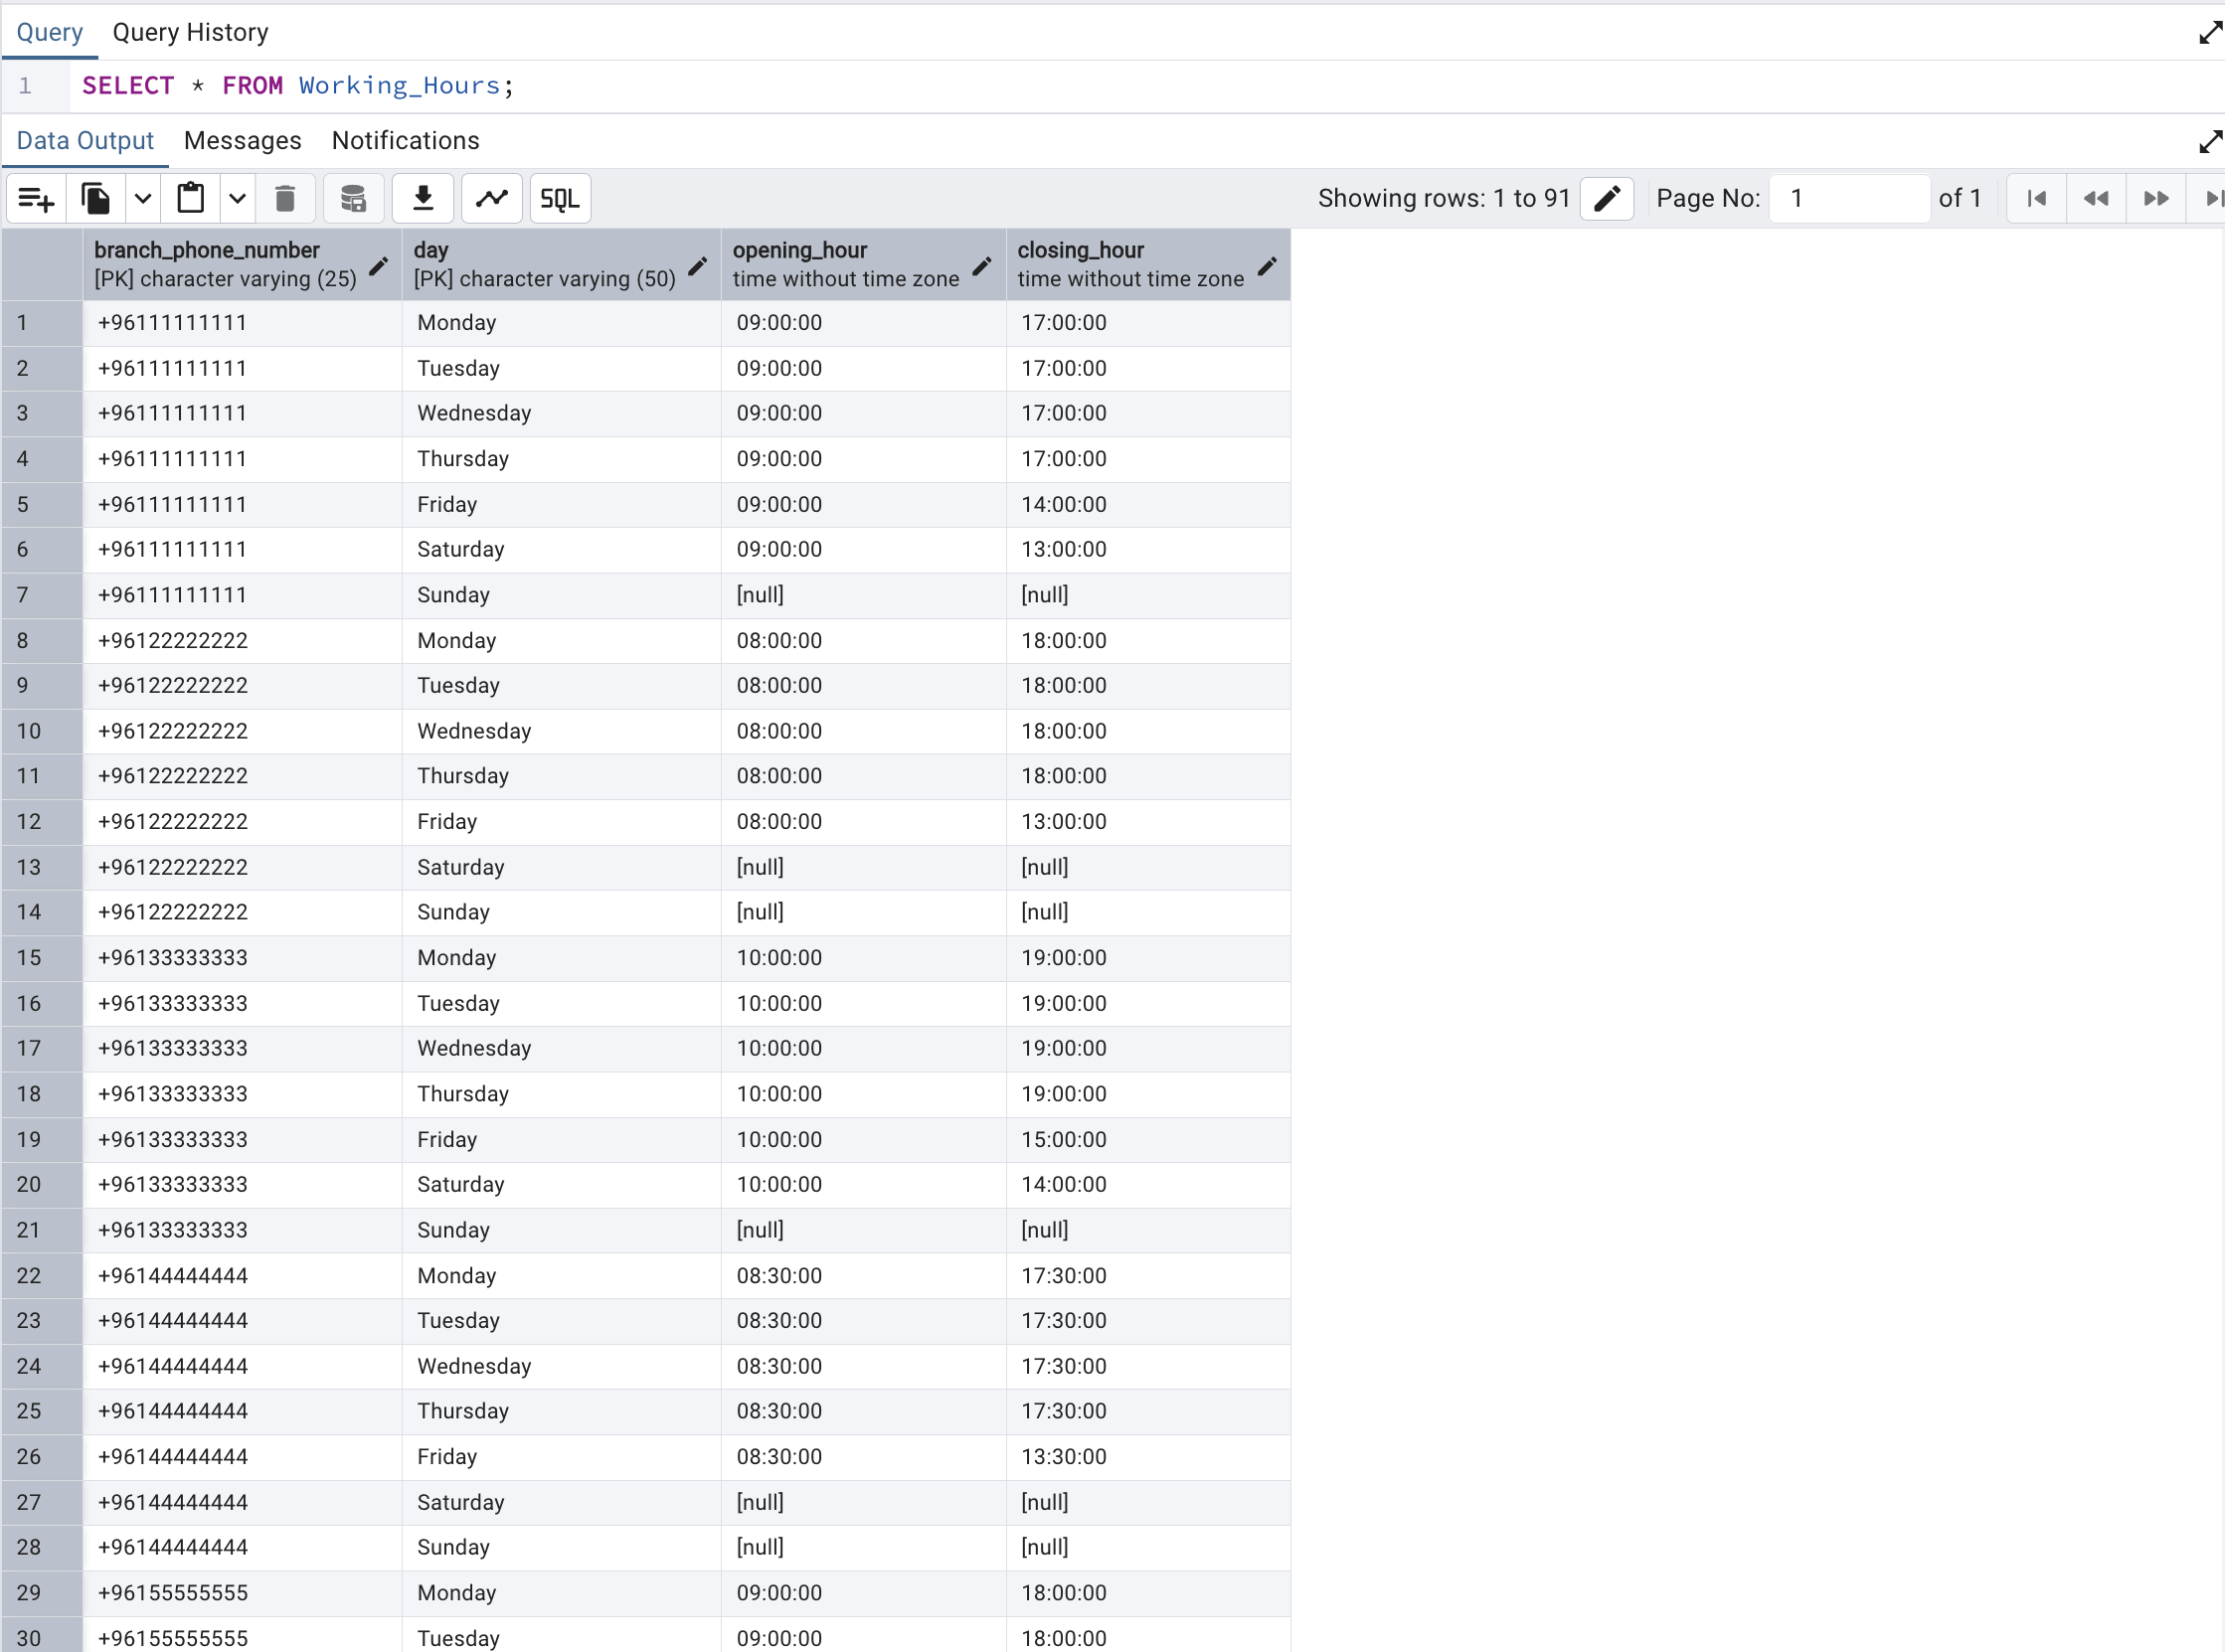 Query Query History
1 SELECT * FROM Working_Hours;
Data Output Messages Notifications
SQL Showing rows: 1 to 91 Page No: 1 of 1
branch_phone_number day opening_hour closing_hour
[PK] character varying (25) [PK] character varying (50) time without time zone time without time zone
1 +96111111111 Monday 09:00:00 17:00:00
2 +96111111111 Tuesday 09:00:00 17:00:00
3 +96111111111 Wednesday 09:00:00 17:00:00
4 +96111111111 Thursday 09:00:00 17:00:00
5 +96111111111 Friday 09:00:00 14:00:00
6 +96111111111 Saturday 09:00:00 13:00:00
7 +96111111111 Sunday [null] [null]
8 +96122222222 Monday 08:00:00 18:00:00
9 +96122222222 Tuesday 08:00:00 18:00:00
10 +96122222222 Wednesday 08:00:00 18:00:00
11 +96122222222 Thursday 08:00:00 18:00:00
12 +96122222222 Friday 08:00:00 13:00:00
13 +96122222222 Saturday [null] [null]
14 +96122222222 Sunday [null] [null]
15 +96133333333 Monday 10:00:00 19:00:00
16 +96133333333 Tuesday 10:00:00 19:00:00
17 +96133333333 Wednesday 10:00:00 19:00:00
18 +96133333333 Thursday 10:00:00 19:00:00
19 +96133333333 Friday 10:00:00 15:00:00
20 +96133333333 Saturday 10:00:00 14:00:00
21 +96133333333 Sunday [null] [null]
22 +96144444444 Monday 08:30:00 17:30:00
23 +96144444444 Tuesday 08:30:00 17:30:00
24 +96144444444 Wednesday 08:30:00 17:30:00
25 +96144444444 Thursday 08:30:00 17:30:00
26 +96144444444 Friday 08:30:00 13:30:00
27 +96144444444 Saturday [null] [null]
28 +96144444444 Sunday [null] [null]
29 +96155555555 Monday 09:00:00 18:00:00
30 +96155555555 Tuesday 09:00:00 18:00:00